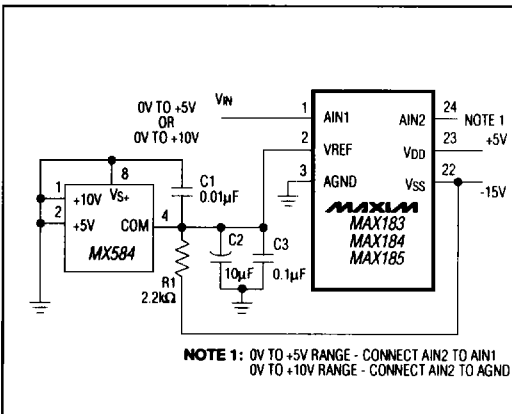 0V TO +5V
OR
0V TO +10V
VIN
1
AIN1
AIN2
24
NOTE 1
2
VREF
VDD
23
+5V
3
AGND
VSS
22
-15V
MAXIM
MAX183
MAX184
MAX185
8
VS+
1
+10V
2
+5V
COM
4
MX584
C1
0.01µF
R1
2.2kΩ
C2
10µF
C3
0.1µF
NOTE 1: 0V TO +5V RANGE - CONNECT AIN2 TO AIN1
0V TO +10V RANGE - CONNECT AIN2 TO AGND